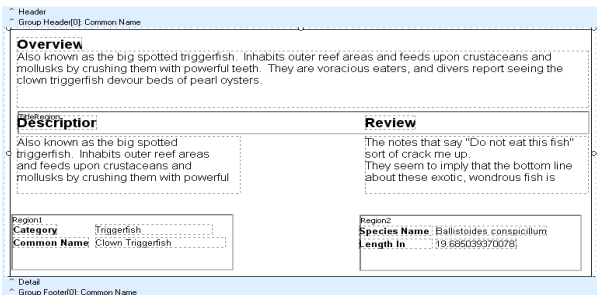 ^ Header
^ Group Header[0]: Common Name
Overview
Also known as the big spotted triggerfish. Inhabits outer reef areas and feeds upon crustaceans and
mollusks by crushing them with powerful teeth. They are voracious eaters, and divers report seeing the
clown triggerfish devour beds of pearl oysters.
TitleRegion
Description Review
Also known as the big spotted
triggerfish. Inhabits outer reef areas
and feeds upon crustaceans and
mollusks by crushing them with powerful
The notes that say "Do not eat this fish"
sort of crack me up.
They seem to imply that the bottom line
about these exotic, wondrous fish is
Region1
Category Triggerfish
Common Name Clown Triggerfish
Region2
Species Name Ballistoides conspicillum
Length In 19.685039370078
^ Detail
^ Group Footer[0]: Common Name